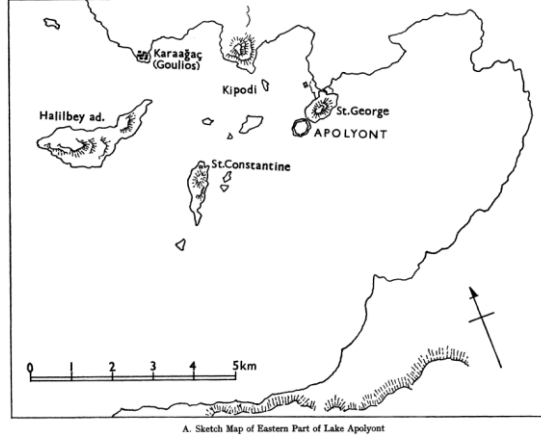 Karaağaç
(Goulios)
Kipodi
Halilbey ad.
St.George
APOLYONT
St.Constantine
0 1 2 3 4 5km
A. Sketch Map of Eastern Part of Lake Apolyont